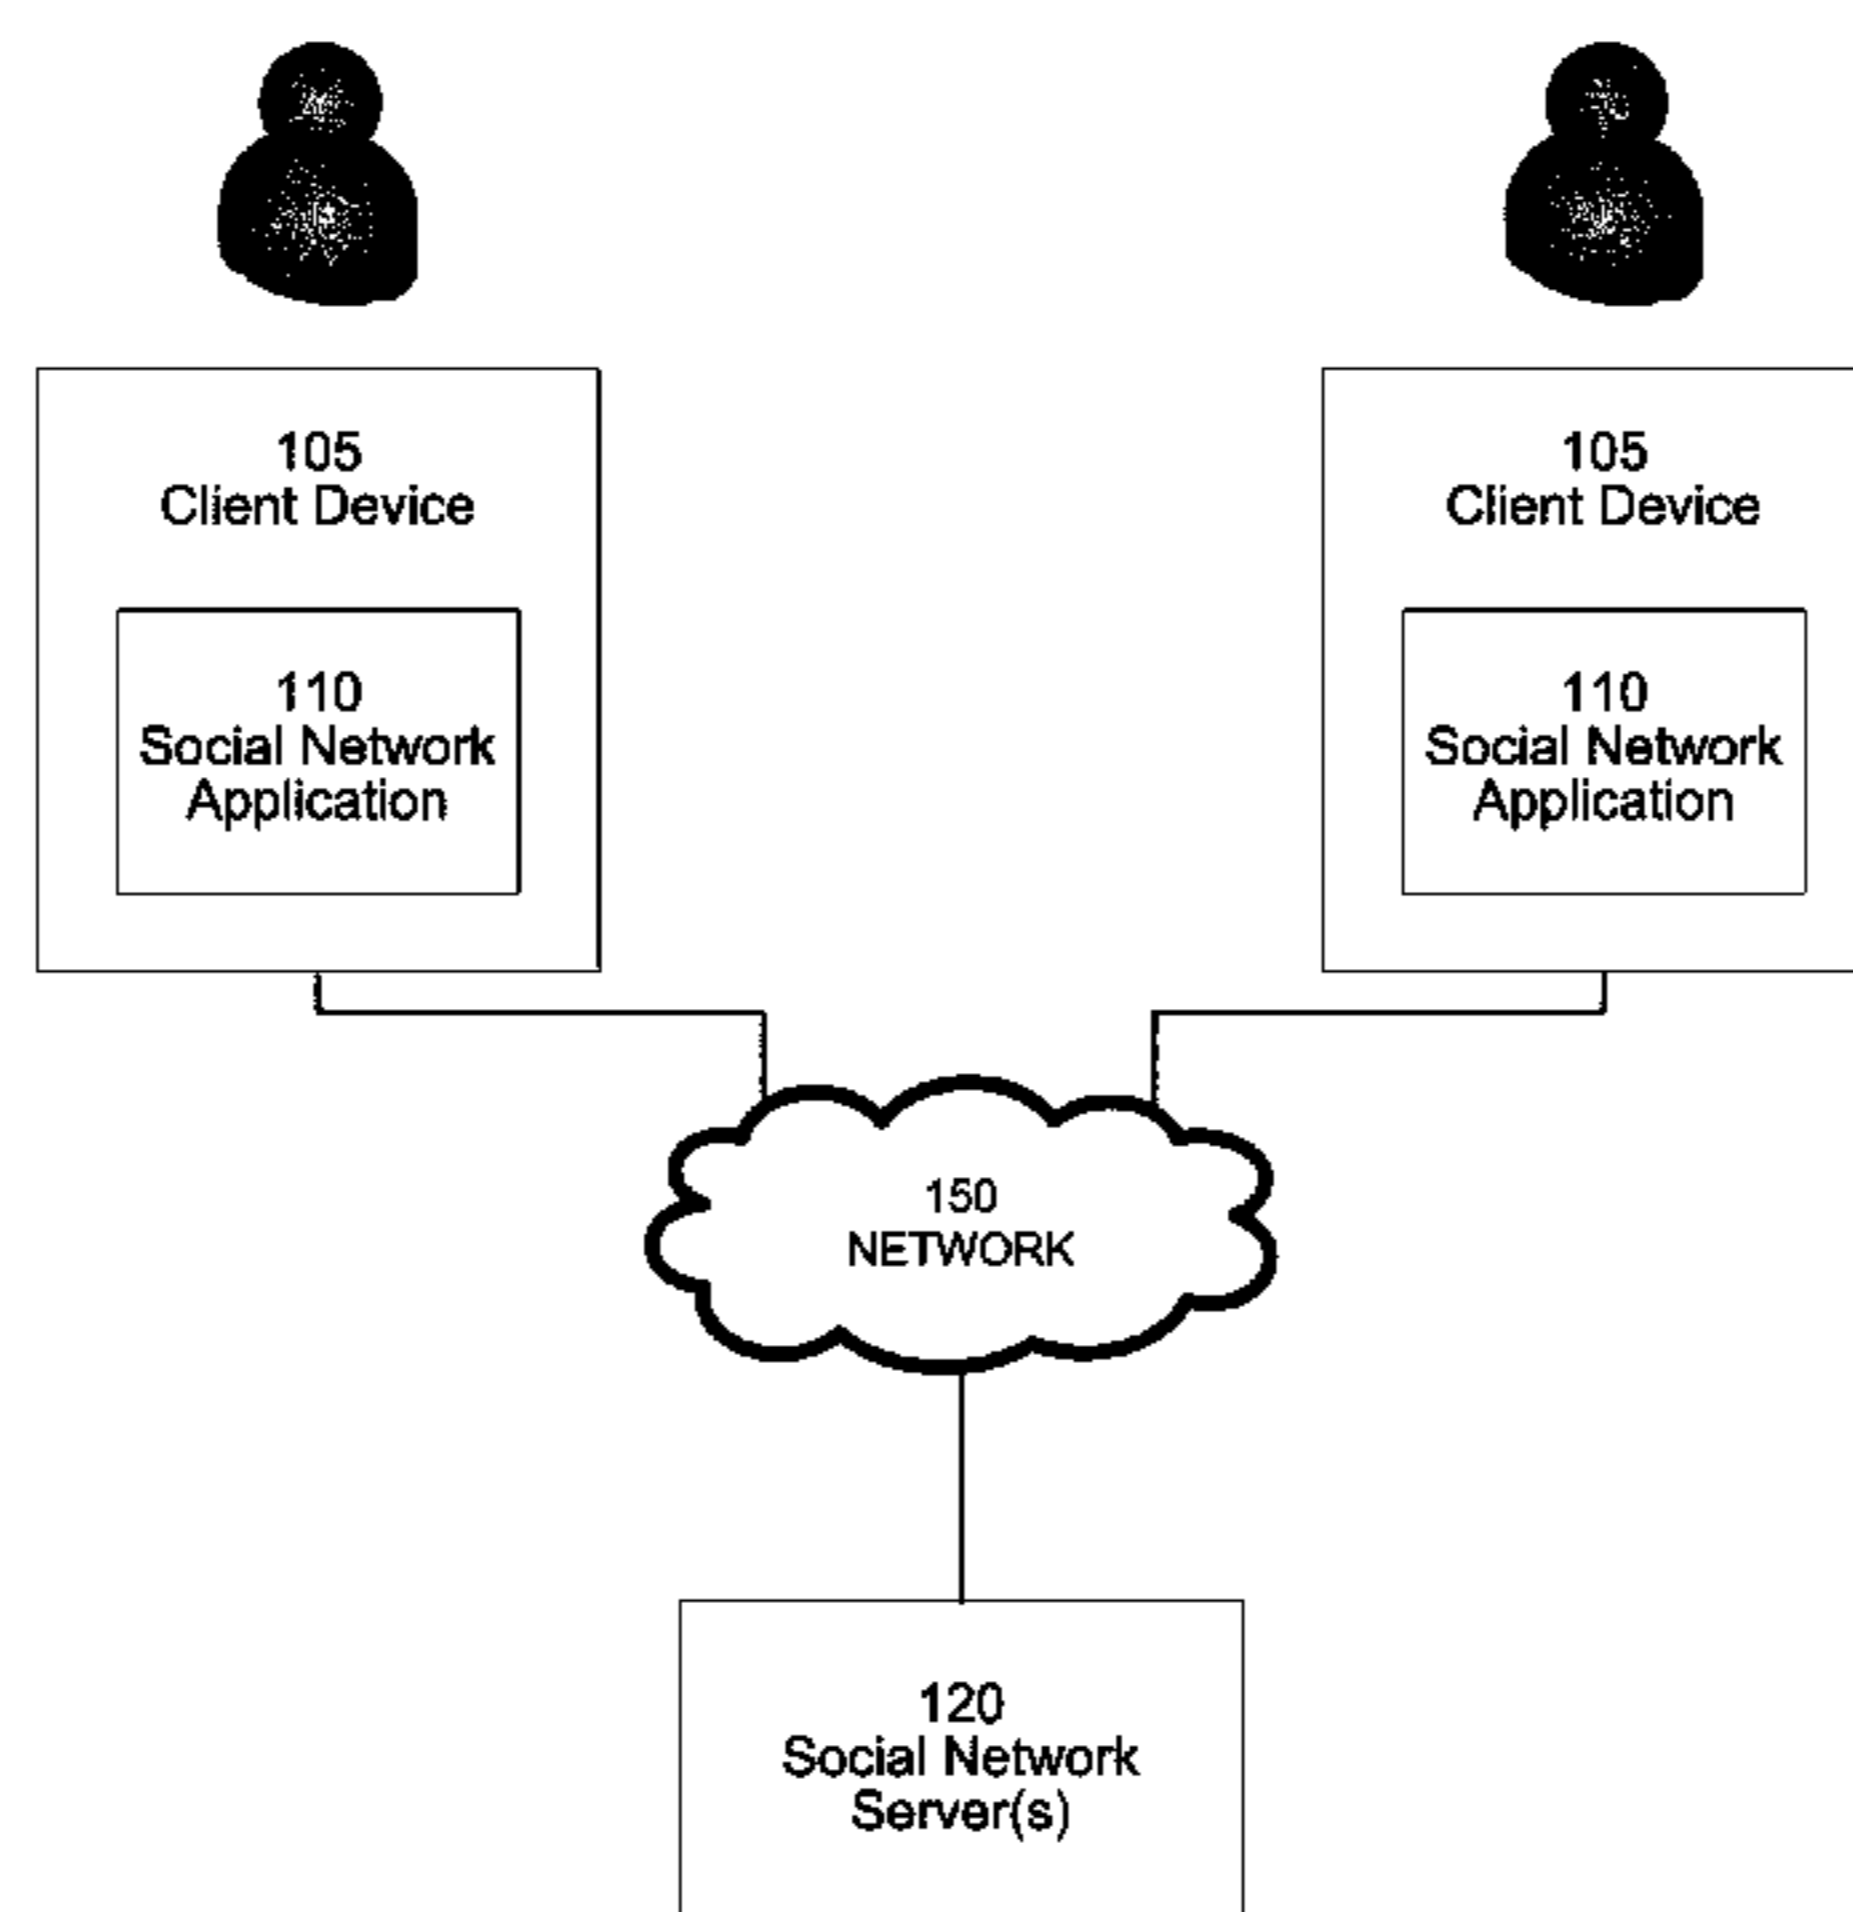 105
Client Device
110
Social Network
Application
105
Client Device
110
Social Network
Application
150
NETWORK
120
Social Network
Server(s)